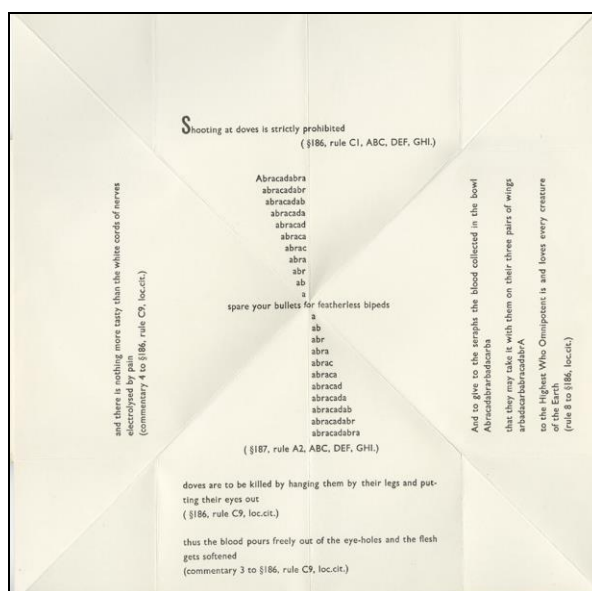 Shooting at doves is strictly prohibited
( §186, rule C1, ABC, DEF, GHI.)
Abracadabra
abracadabr
abracadab
abracada
abracad
abraca
abrac
abra
abr
ab
a
spare your bullets for featherless bipeds
a
ab
abr
abra
abrac
abraca
abracad
abracada
abracadab
abracadabr
abracadabra
( §187, rule A2, ABC, DEF, GHI.)
doves are to be killed by hanging them by their legs and put-
ting their eyes out
( §186, rule C9, loc.cit.)
thus the blood pours freely out of the eye-holes and the flesh
gets softened
(commentary 3 to §186, rule C9, loc.cit.)
and there is nothing more tasty than the white cords of nerves
electrolysed by pain
(commentary 4 to §186, rule C9, loc.cit.)
And to give to the seraphs the blood collected in the bowl
Abracadabrarbadacarba
that they may take it with them on their three pairs of wings
arbadacarbabracadabrA
to the Highest Who Omnipotent is and loves every creature
of the Earth
(rule 8 to §186, loc.cit.)